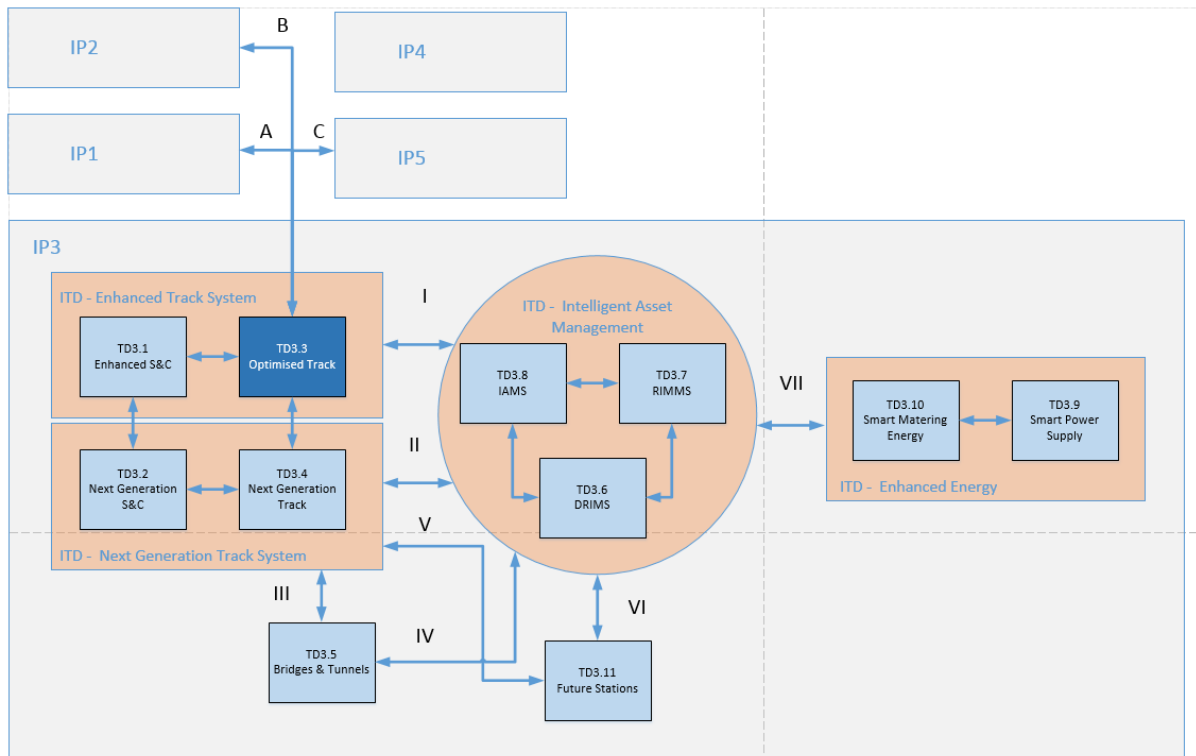 B
IP2
IP4
A
C
IP1
IP5
IP3
ITD - Enhanced Track System
I
ITD - Intelligent Asset
Management
TD3.1
Enhanced S&C
TD3.3
Optimised Track
TD3.8
IAMS
TD3.7
RIMMS
VII
TD3.10
Smart Matering
Energy
TD3.9
Smart Power
Supply
II
TD3.2
Next Generation
S&C
TD3.4
Next Generation
Track
TD3.6
DRIMS
ITD - Enhanced Energy
V
ITD - Next Generation Track System
III
VI
IV
TD3.5
Bridges & Tunnels
TD3.11
Future Stations